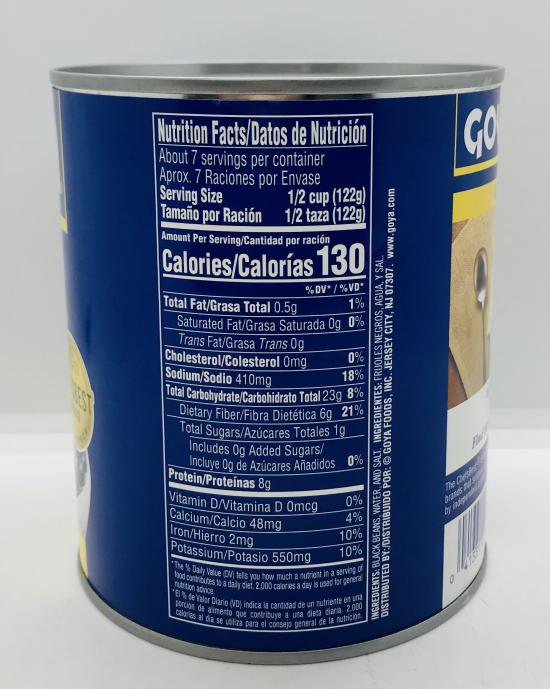 Nutrition Facts/Datos de Nutrición
About 7 servings per container
Aprox. 7 Raciones por Envase
Serving Size 1/2 cup (122g)
Tamaño por Ración 1/2 taza (122g)
Amount Per Serving/Cantidad por ración
Calories/Calorías 130
%DV*/%VD*
Total Fat/Grasa Total 0.5g 1%
Saturated Fat/Grasa Saturada 0g 0%
Trans Fat/Grasa Trans 0g
Cholesterol/Colesterol 0mg 0%
Sodium/Sodio 410mg 18%
Total Carbohydrate/Carbohidrato Total 23g 8%
Dietary Fiber/Fibra Dietética 6g 21%
Total Sugars/Azúcares Totales 1g
Includes 0g Added Sugars/
Incluye 0g de Azúcares Añadidos 0%
Protein/Proteínas 8g
Vitamin D/Vitamina D 0mcg 0%
Calcium/Calcio 48mg 4%
Iron/Hierro 2mg 10%
Potassium/Potasio 550mg 10%
*The % Daily Value (DV) tells you how much a nutrient in a serving of
food contributes to a daily diet. 2,000 calories a day is used for general
nutrition advice.
*El % de Valor Diario (VD) indica la cantidad de un nutriente en una
porción de alimento que contribuye a una dieta diaria. 2,000
calorías al día se utiliza para el consejo general de la nutrición.
INGREDIENTS: BLACK BEANS, WATER, AND SALT. INGREDIENTES: FRIJOLES NEGROS, AGUA, Y SAL.
DISTRIBUTED BY:/DISTRIBUIDO POR: © GOYA FOODS, INC. JERSEY CITY, NJ 07307. www.goya.com
GO
The Chefs
brands tha
by indepen
BEST
0